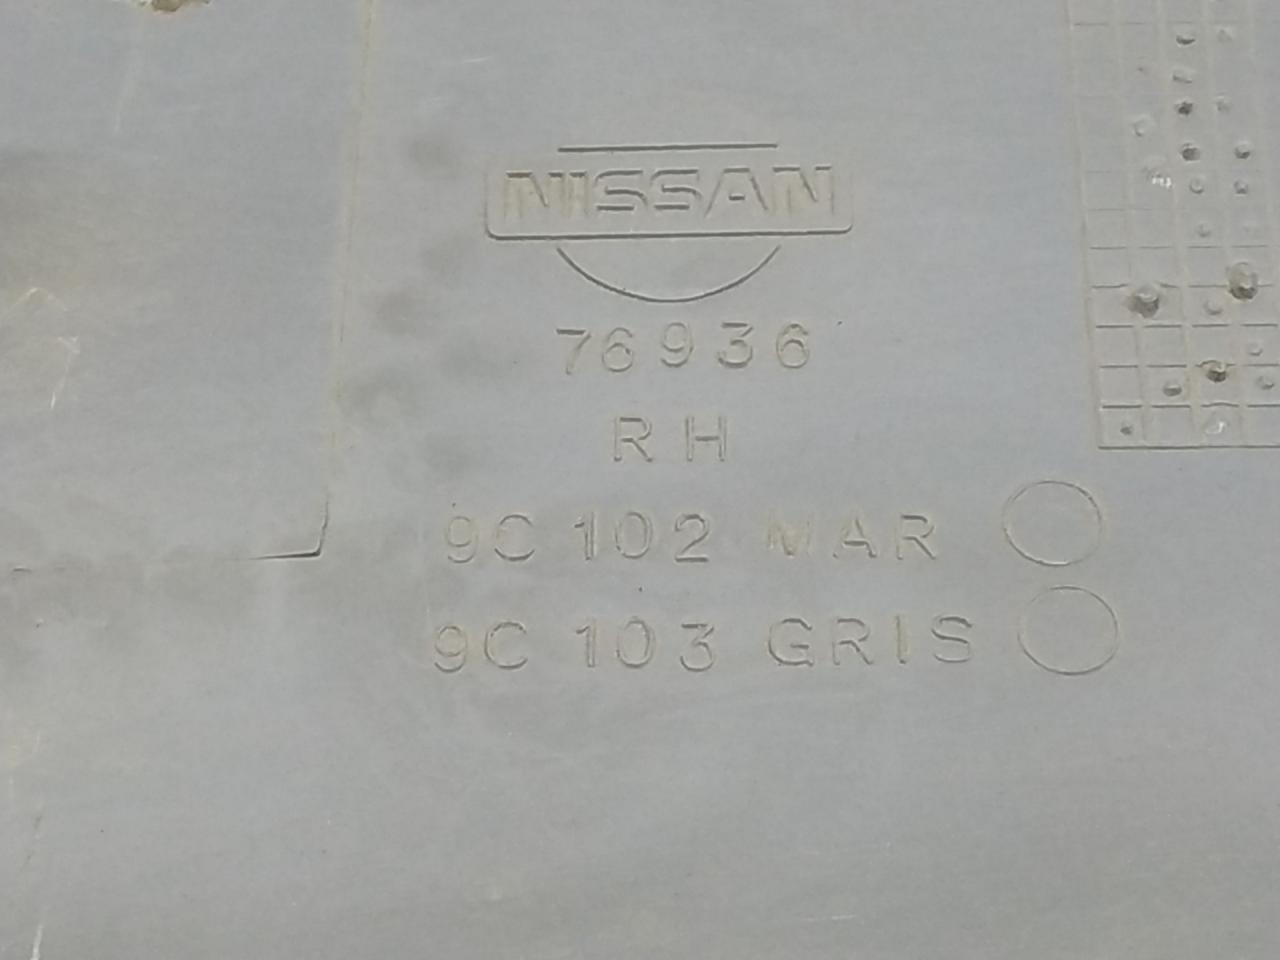 NISSAN
76936
RH
9C 102 MAR
9C 103 GRIS